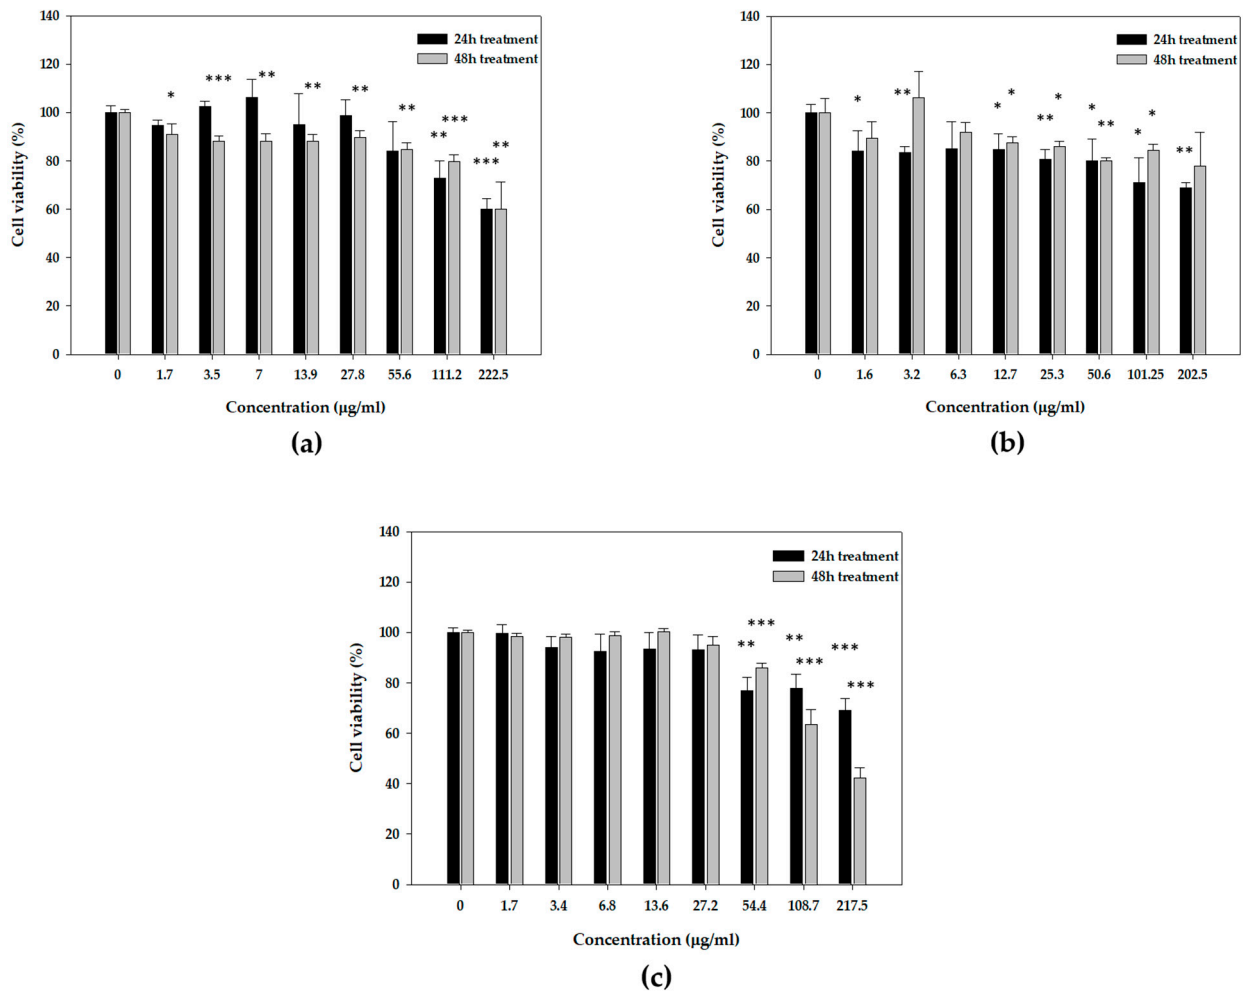 140
120
100
80
60
40
20
0
Cell viability (%)
24h treatment
48h treatment
*
***
**
**
**
**
**
***
***
**
0 1.7 3.5 7 13.9 27.8 55.6 111.2 222.5
Concentration (µg/ml)
(a)
140
120
100
80
60
40
20
0
Cell viability (%)
24h treatment
48h treatment
*
**
*
*
**
*
*
**
*
*
**
0 1.6 3.2 6.3 12.7 25.3 50.6 101.25 202.5
Concentration (µg/ml)
(b)
140
120
100
80
60
40
20
0
Cell viability (%)
24h treatment
48h treatment
**
***
**
***
***
***
0 1.7 3.4 6.8 13.6 27.2 54.4 108.7 217.5
Concentration (µg/ml)
(c)